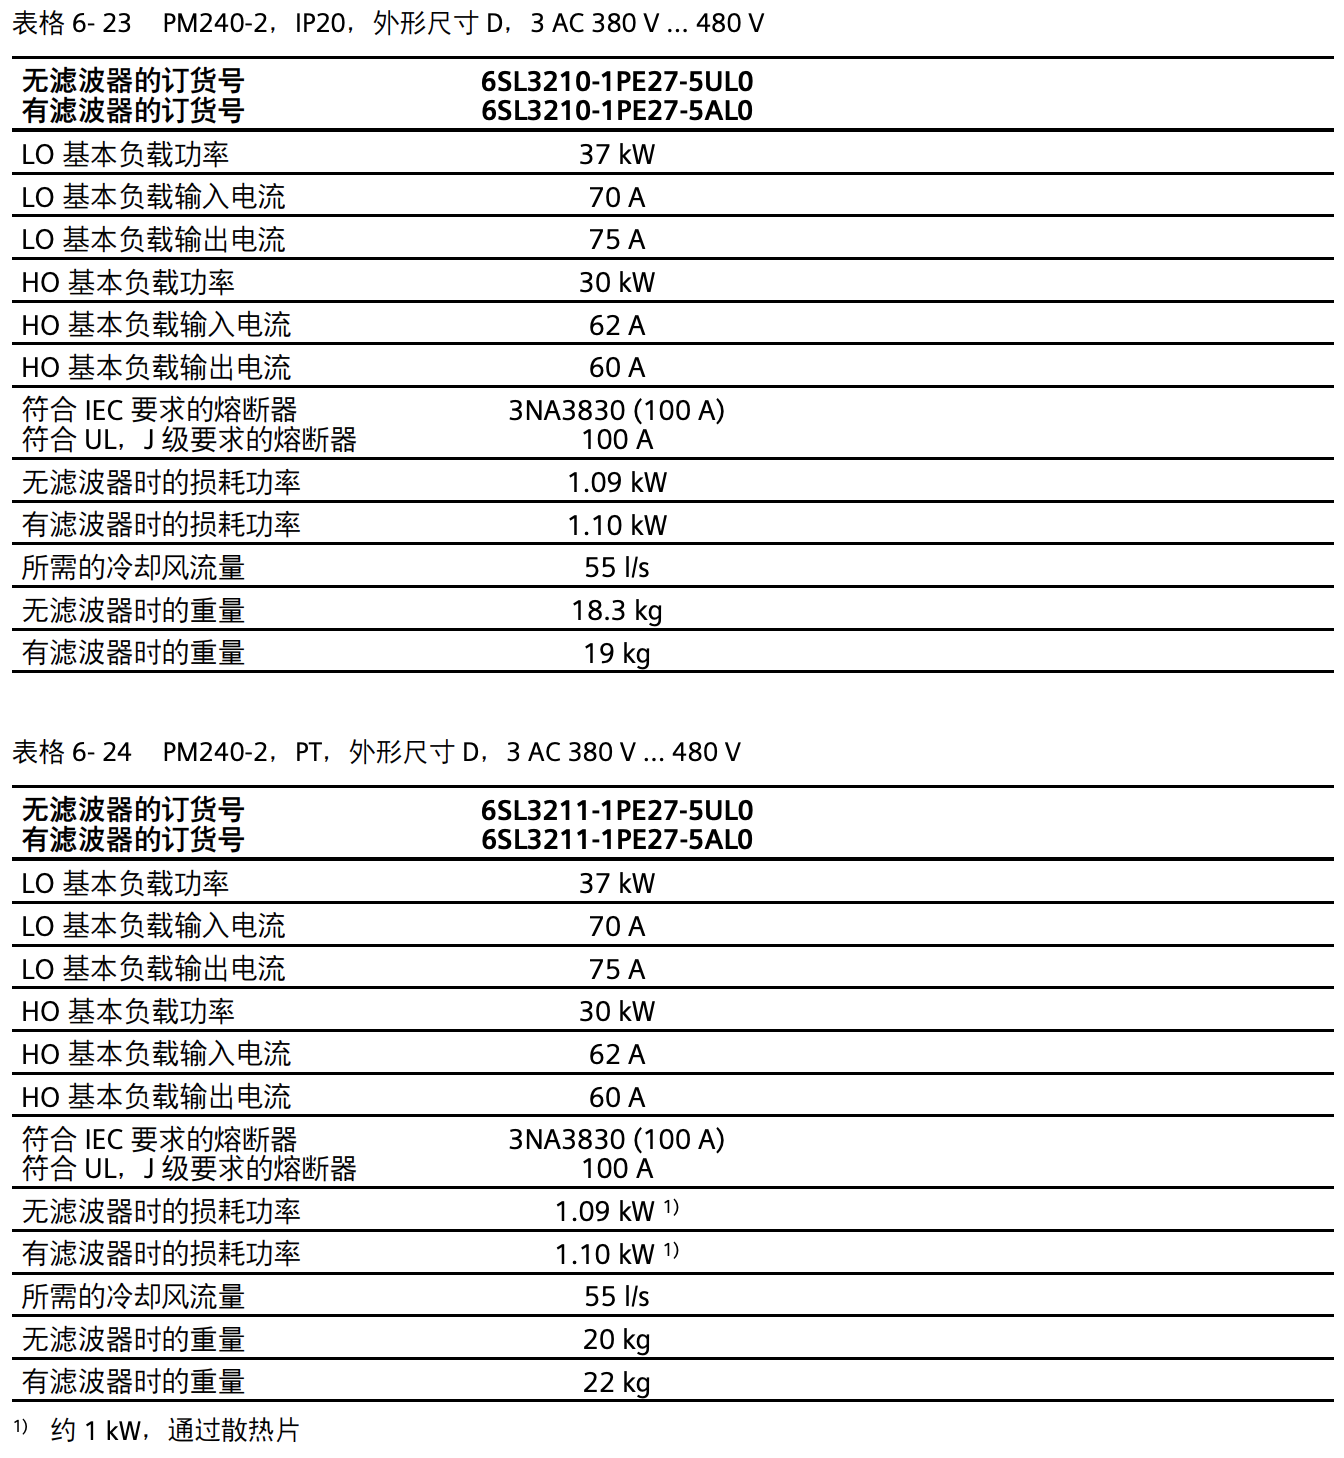 表格 6- 23 PM240-2，IP20，外形尺寸 D，3 AC 380 V ... 480 V
无滤波器的订货号 6SL3210-1PE27-5UL0
有滤波器的订货号 6SL3210-1PE27-5AL0
LO 基本负载功率 37 kW
LO 基本负载输入电流 70 A
LO 基本负载输出电流 75 A
HO 基本负载功率 30 kW
HO 基本负载输入电流 62 A
HO 基本负载输出电流 60 A
符合 IEC 要求的熔断器 3NA3830 (100 A)
符合 UL，J 级要求的熔断器 100 A
无滤波器时的损耗功率 1.09 kW
有滤波器时的损耗功率 1.10 kW
所需的冷却风流量 55 l/s
无滤波器时的重量 18.3 kg
有滤波器时的重量 19 kg
表格 6- 24 PM240-2，PT，外形尺寸 D，3 AC 380 V ... 480 V
无滤波器的订货号 6SL3211-1PE27-5UL0
有滤波器的订货号 6SL3211-1PE27-5AL0
LO 基本负载功率 37 kW
LO 基本负载输入电流 70 A
LO 基本负载输出电流 75 A
HO 基本负载功率 30 kW
HO 基本负载输入电流 62 A
HO 基本负载输出电流 60 A
符合 IEC 要求的熔断器 3NA3830 (100 A)
符合 UL，J 级要求的熔断器 100 A
无滤波器时的损耗功率 1.09 kW 1)
有滤波器时的损耗功率 1.10 kW 1)
所需的冷却风流量 55 l/s
无滤波器时的重量 20 kg
有滤波器时的重量 22 kg
1) 约 1 kW，通过散热片